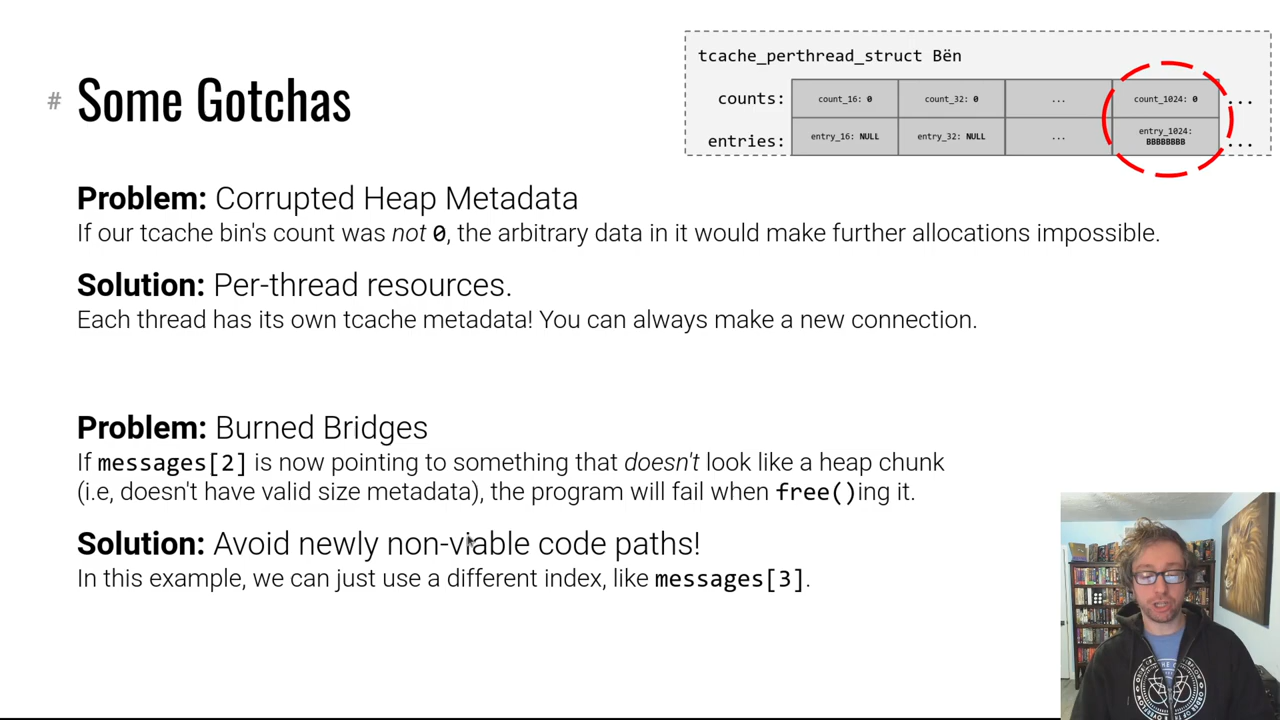 # Some Gotchas
tcache_perthread_struct Bën
counts: count_16: 0 count_32: 0 ... count_1024: 0 ...
entries: entry_16: NULL entry_32: NULL ... entry_1024: BBBBBBBB ...
Problem: Corrupted Heap Metadata
If our tcache bin's count was not 0, the arbitrary data in it would make further allocations impossible.
Solution: Per-thread resources.
Each thread has its own tcache metadata! You can always make a new connection.
Problem: Burned Bridges
If messages[2] is now pointing to something that doesn't look like a heap chunk
(i.e, doesn't have valid size metadata), the program will fail when free()ing it.
Solution: Avoid newly non-viable code paths!
In this example, we can just use a different index, like messages[3].